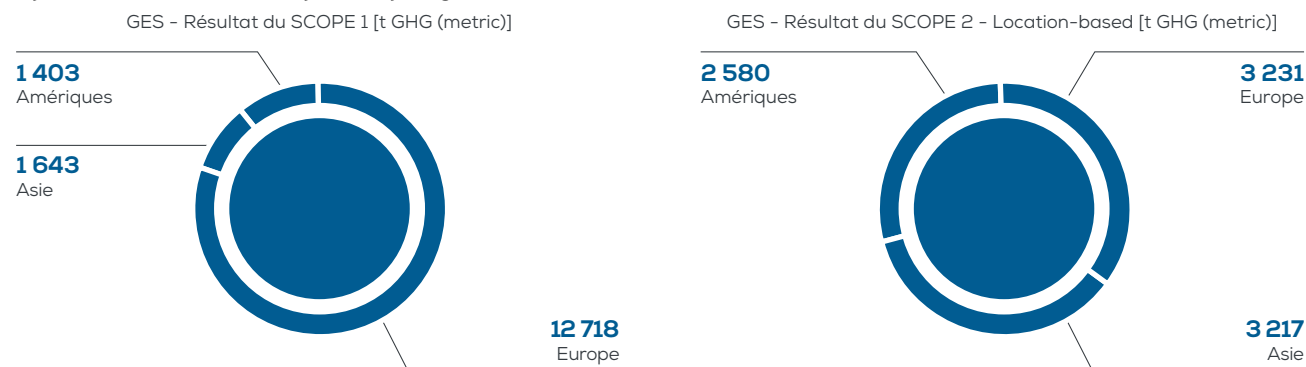 GES - Résultat du SCOPE 1 [t GHG (metric)]
1 403
Amériques
1 643
Asie
12 718
Europe
GES - Résultat du SCOPE 2 - Location-based [t GHG (metric)]
2 580
Amériques
3 231
Europe
3 217
Asie